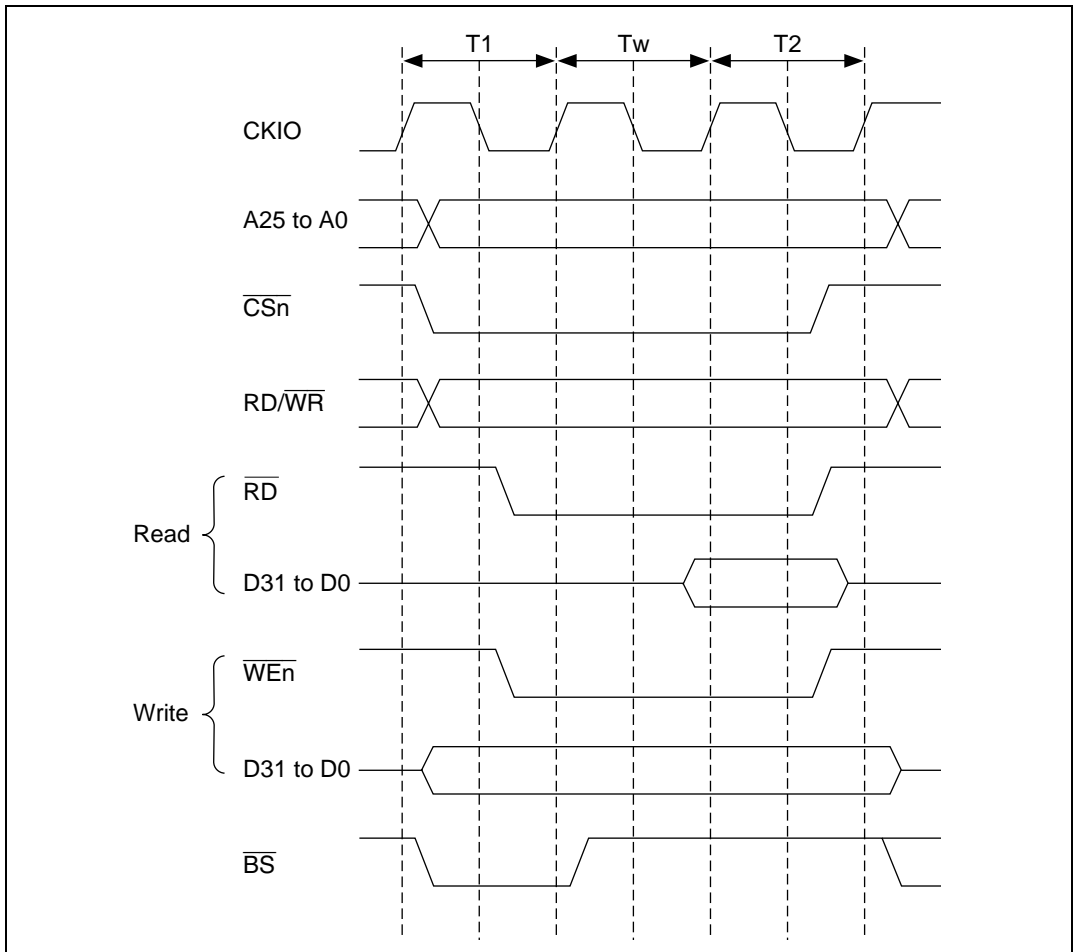 T1 Tw T2
CKIO
A25 to A0
CSn
RD/WR
RD
Read
D31 to D0
WEn
Write
D31 to D0
BS